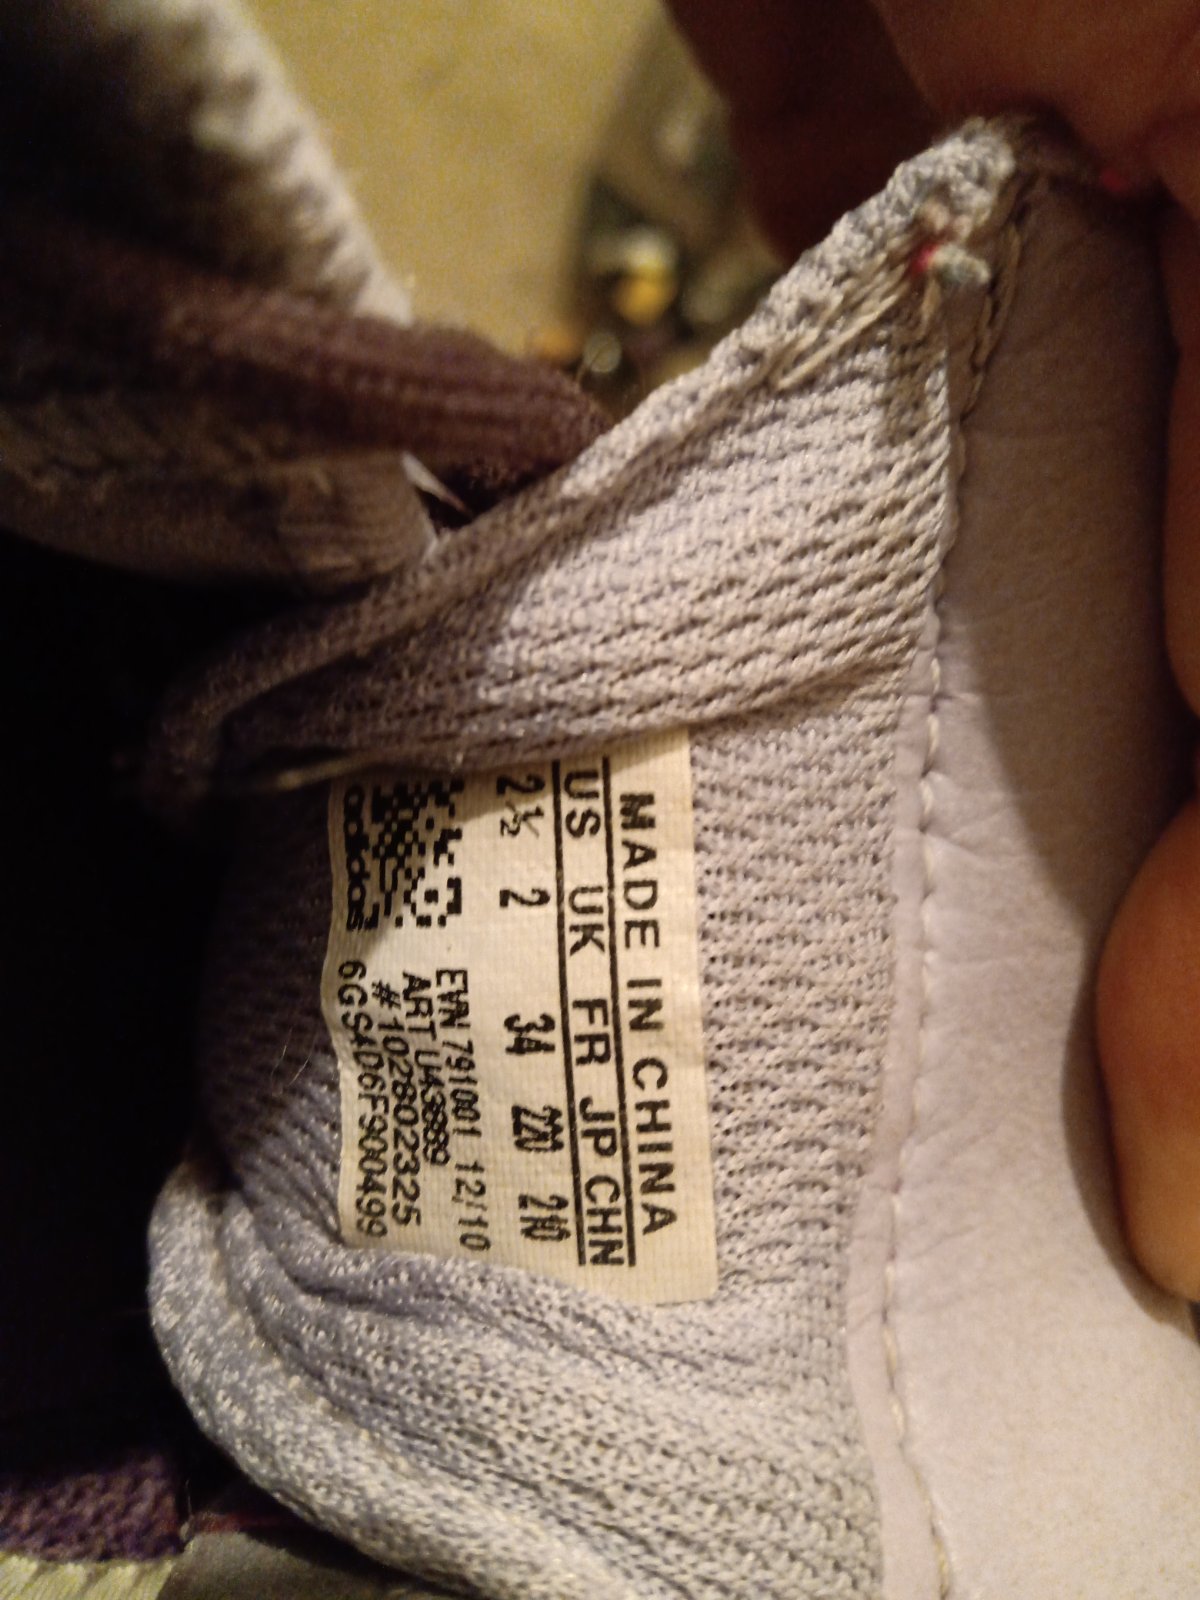 MADE IN CHINA
US UK FR JP CHN
2½ 2 34 220 210
EVN 791001 12/10
ART U43889
#102802325
adidas 6GS4D6F900499